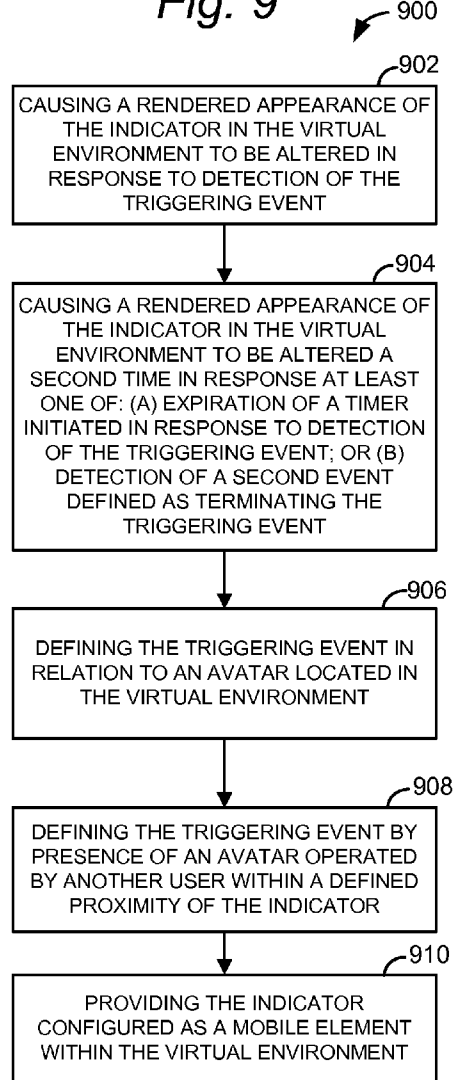 Fig. 9
900
902
CAUSING A RENDERED APPEARANCE OF
THE INDICATOR IN THE VIRTUAL
ENVIRONMENT TO BE ALTERED IN
RESPONSE TO DETECTION OF THE
TRIGGERING EVENT
904
CAUSING A RENDERED APPEARANCE OF
THE INDICATOR IN THE VIRTUAL
ENVIRONMENT TO BE ALTERED A
SECOND TIME IN RESPONSE AT LEAST
ONE OF: (A) EXPIRATION OF A TIMER
INITIATED IN RESPONSE TO DETECTION
OF THE TRIGGERING EVENT; OR (B)
DETECTION OF A SECOND EVENT
DEFINED AS TERMINATING THE
TRIGGERING EVENT
906
DEFINING THE TRIGGERING EVENT IN
RELATION TO AN AVATAR LOCATED IN
THE VIRTUAL ENVIRONMENT
908
DEFINING THE TRIGGERING EVENT BY
PRESENCE OF AN AVATAR OPERATED
BY ANOTHER USER WITHIN A DEFINED
PROXIMITY OF THE INDICATOR
910
PROVIDING THE INDICATOR
CONFIGURED AS A MOBILE ELEMENT
WITHIN THE VIRTUAL ENVIRONMENT